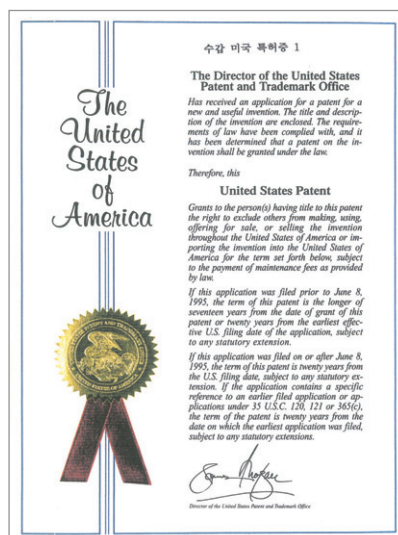 수갑 미국 특허증 1
The
United
States
of
America
The Director of the United States
Patent and Trademark Office
Has received an application for a patent for a
new and useful invention. The title and descrip-
tion of the invention are enclosed. The require-
ments of law have been complied with, and it
has been determined that a patent on the in-
vention shall be granted under the law.
Therefore, this
United States Patent
Grants to the person(s) having title to this patent
the right to exclude others from making, using,
offering for sale, or selling the invention
throughout the United States of America or im-
porting the invention into the United States of
America for the term set forth below, subject
to the payment of maintenance fees as provided
by law.
If this application was filed prior to June 8,
1995, the term of this patent is the longer of
seventeen years from the date of grant of this
patent or twenty years from the earliest effec-
tive U.S. filing date of the application, subject
to any statutory extension.
If this application was filed on or after June 8,
1995, the term of this patent is twenty years from
the U.S. filing date, subject to any statutory ex-
tension. If the application contains a specific
reference to an earlier filed application or ap-
plications under 35 U.S.C. 120, 121 or 365(c),
the term of the patent is twenty years from the
date on which the earliest application was filed,
subject to any statutory extensions.
Director of the United States Patent and Trademark Office